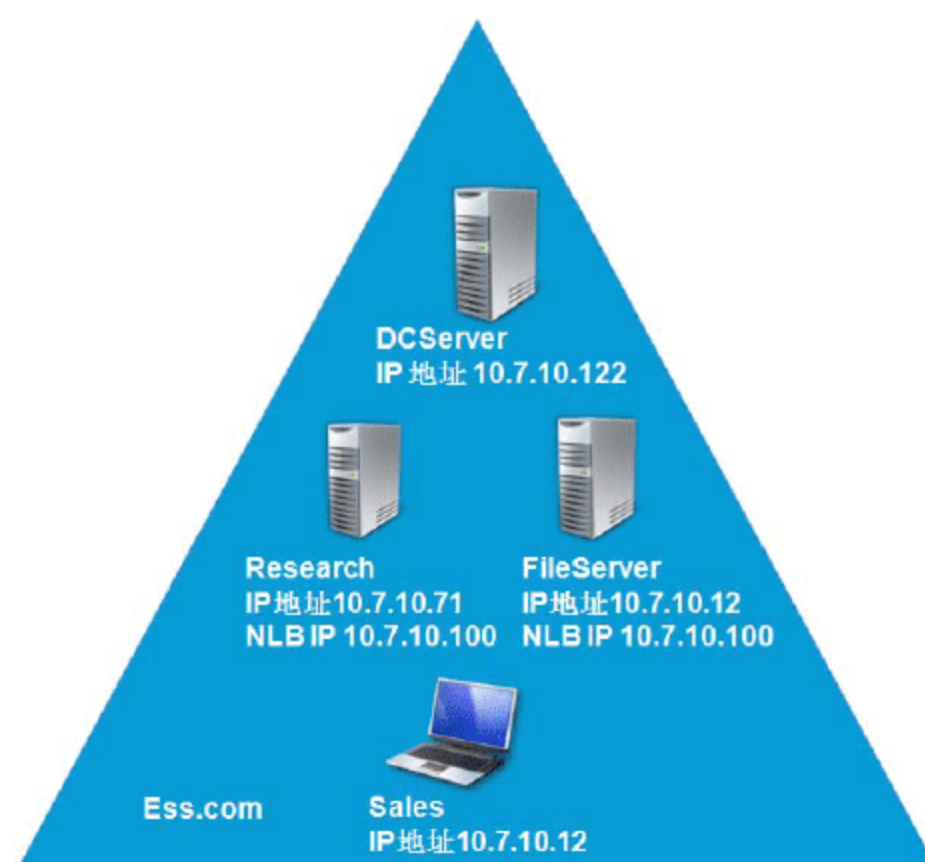 DCServer
IP 地址 10.7.10.122
Research
IP地址10.7.10.71
NLB IP 10.7.10.100
FileServer
IP地址10.7.10.12
NLB IP 10.7.10.100
Ess.com
Sales
IP地址10.7.10.12